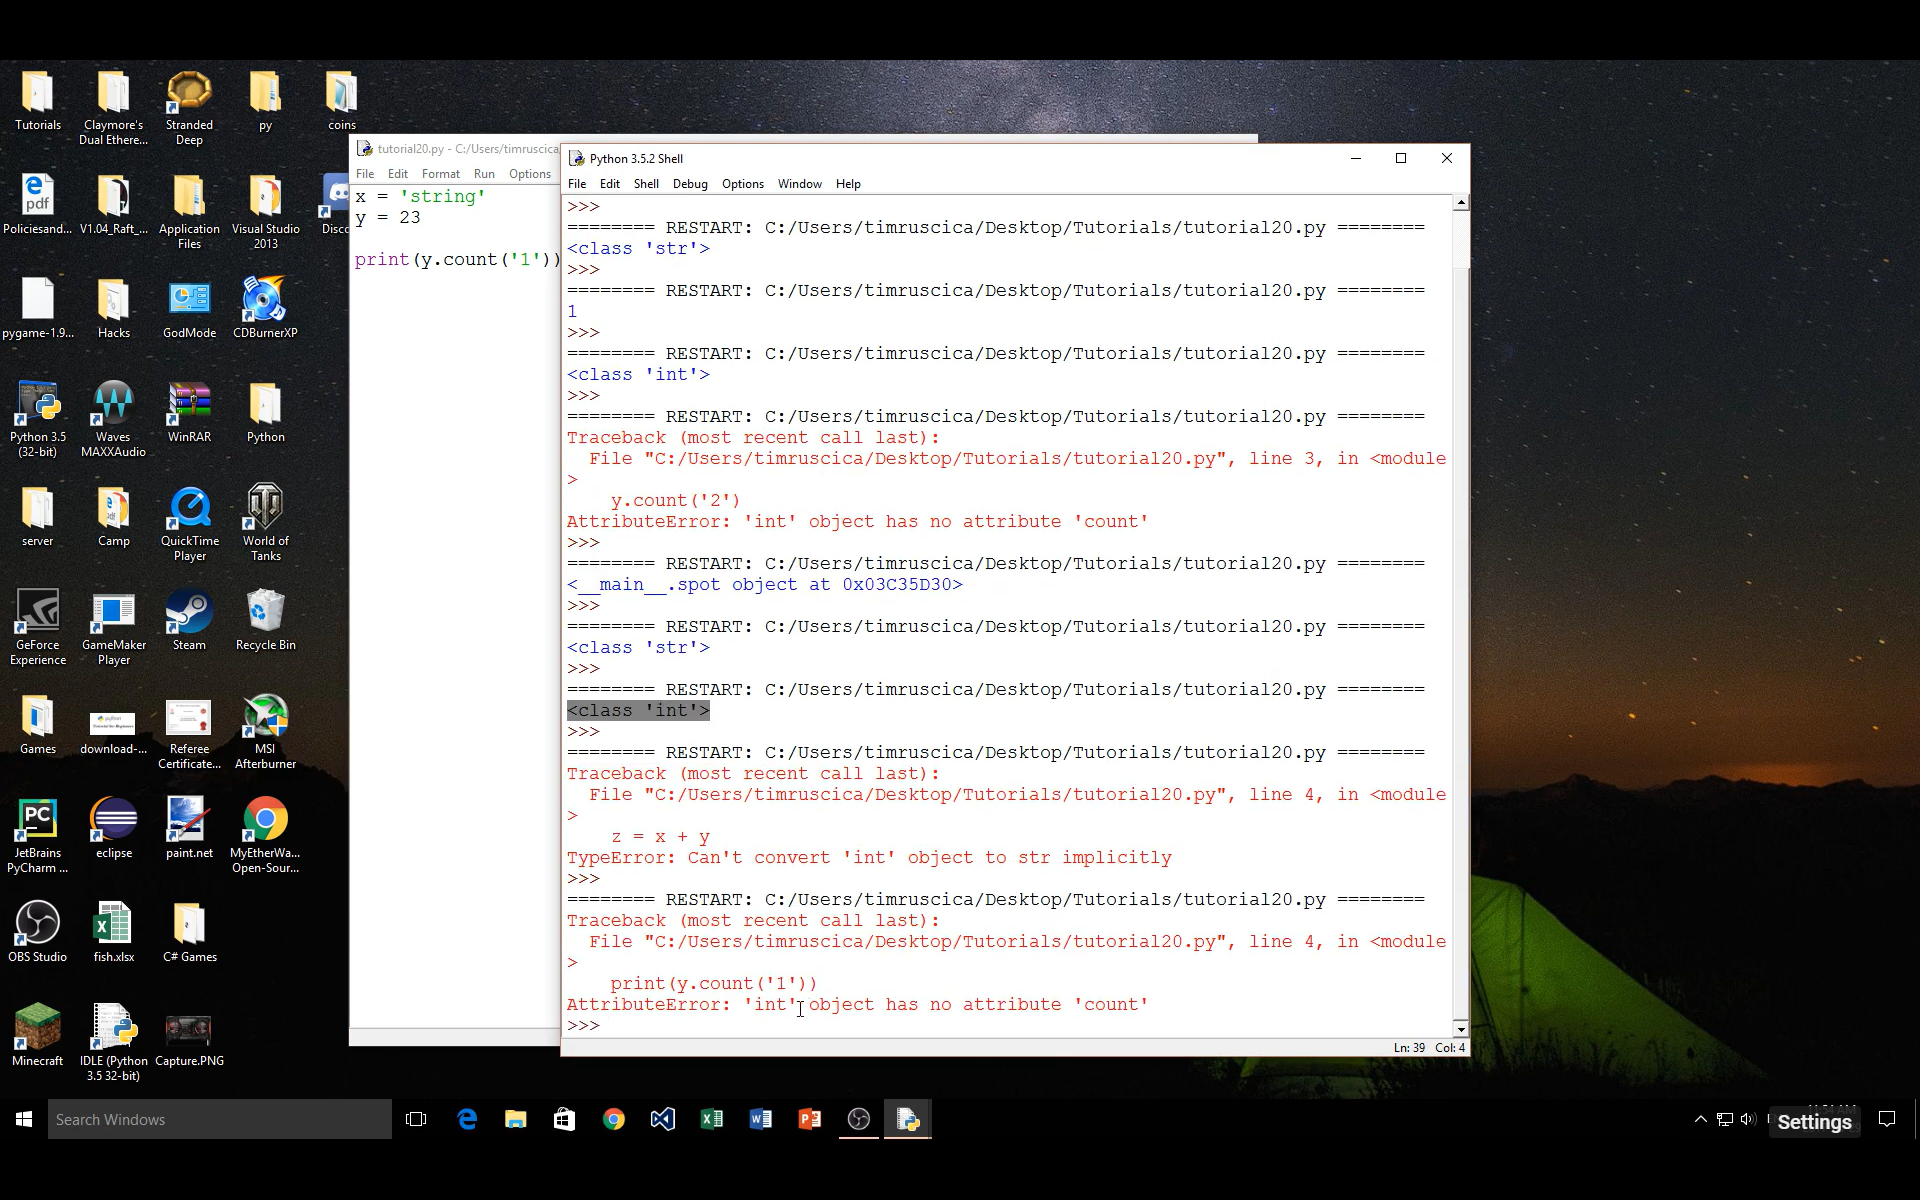 Tutorials
Claymore's
Dual Ethere...
Stranded
Deep
py
coins
Policiesand...
V1.04_Raft_...
Application
Files
Visual Studio
2013
Disco
pygame-1.9...
Hacks
GodMode
CDBurnerXP
Python 3.5
(32-bit)
Waves
MAXXAudio
WinRAR
Python
server
Camp
QuickTime
Player
World of
Tanks
GeForce
Experience
GameMaker
Player
Steam
Recycle Bin
Games
download-...
Referee
Certificate...
MSI
Afterburner
JetBrains
PyCharm ...
eclipse
paint.net
MyEtherWa...
Open-Sour...
OBS Studio
fish.xlsx
C# Games
Minecraft
IDLE (Python
3.5 32-bit)
Capture.PNG
tutorial20.py - C:/Users/timruscica
File Edit Format Run Options
x = 'string'
y = 23
print(y.count('1'))
Python 3.5.2 Shell
File Edit Shell Debug Options Window Help
>>>
======== RESTART: C:/Users/timruscica/Desktop/Tutorials/tutorial20.py ========
<class 'str'>
>>>
======== RESTART: C:/Users/timruscica/Desktop/Tutorials/tutorial20.py ========
1
>>>
======== RESTART: C:/Users/timruscica/Desktop/Tutorials/tutorial20.py ========
<class 'int'>
>>>
======== RESTART: C:/Users/timruscica/Desktop/Tutorials/tutorial20.py ========
Traceback (most recent call last):
  File "C:/Users/timruscica/Desktop/Tutorials/tutorial20.py", line 3, in <module
>
    y.count('2')
AttributeError: 'int' object has no attribute 'count'
>>>
======== RESTART: C:/Users/timruscica/Desktop/Tutorials/tutorial20.py ========
<__main__.spot object at 0x03C35D30>
>>>
======== RESTART: C:/Users/timruscica/Desktop/Tutorials/tutorial20.py ========
<class 'str'>
>>>
======== RESTART: C:/Users/timruscica/Desktop/Tutorials/tutorial20.py ========
<class 'int'>
>>>
======== RESTART: C:/Users/timruscica/Desktop/Tutorials/tutorial20.py ========
Traceback (most recent call last):
  File "C:/Users/timruscica/Desktop/Tutorials/tutorial20.py", line 4, in <module
>
    z = x + y
TypeError: Can't convert 'int' object to str implicitly
>>>
======== RESTART: C:/Users/timruscica/Desktop/Tutorials/tutorial20.py ========
Traceback (most recent call last):
  File "C:/Users/timruscica/Desktop/Tutorials/tutorial20.py", line 4, in <module
>
    print(y.count('1'))
AttributeError: 'int' object has no attribute 'count'
>>>
Ln: 39 Col: 4
Search Windows
Settings